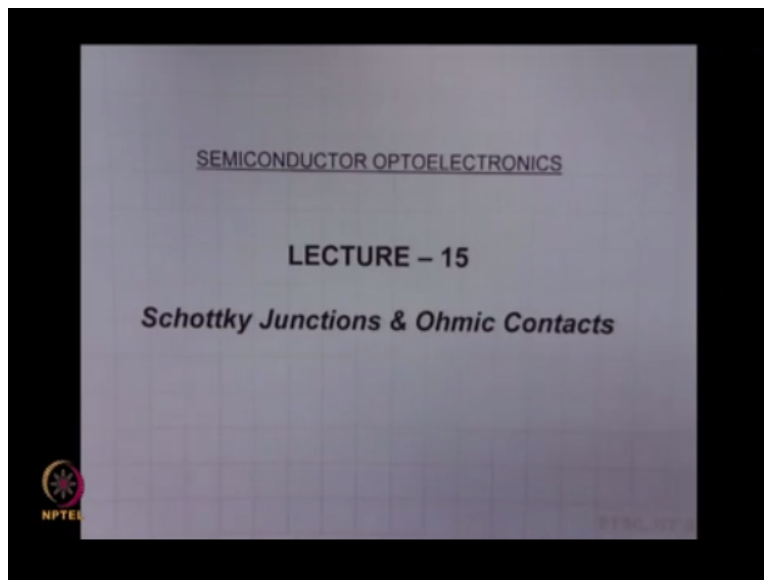 SEMICONDUCTOR OPTOELECTRONICS
LECTURE – 15
Schottky Junctions & Ohmic Contacts
NPTEL